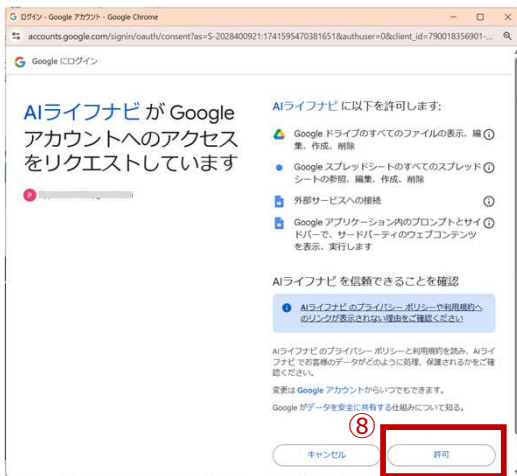 ログイン - Google アカウント - Google Chrome
accounts.google.com/signin/oauth/consent?as=S-2028400921:1741595470381651&authuser=0&client_id=790018356901-...
Google にログイン
AIライフナビ が Google
アカウントへのアクセス
をリクエストしています
AIライフナビ に以下を許可します:
Google ドライブのすべてのファイルの表示、編
集、作成、削除
Google スプレッドシートのすべてのスプレッド
シートの参照、編集、作成、削除
外部サービスへの接続
Google アプリケーション内のプロンプトとサイ
ドバーで、サードパーティのウェブコンテンツ
を表示、実行します
AIライフナビ を信頼できることを確認
AIライフナビ のプライバシー ポリシーや利用規約へ
のリンクが表示されない理由をご確認ください
AIライフナビ のプライバシー ポリシーと利用規約を読み、AIライ
フナビ でお客様のデータがどのように処理、保護されるかをご確
認ください。
変更は Google アカウントからいつでもできます。
Google がデータを安全に共有する仕組みについて知る。
⑧
キャンセル
許可